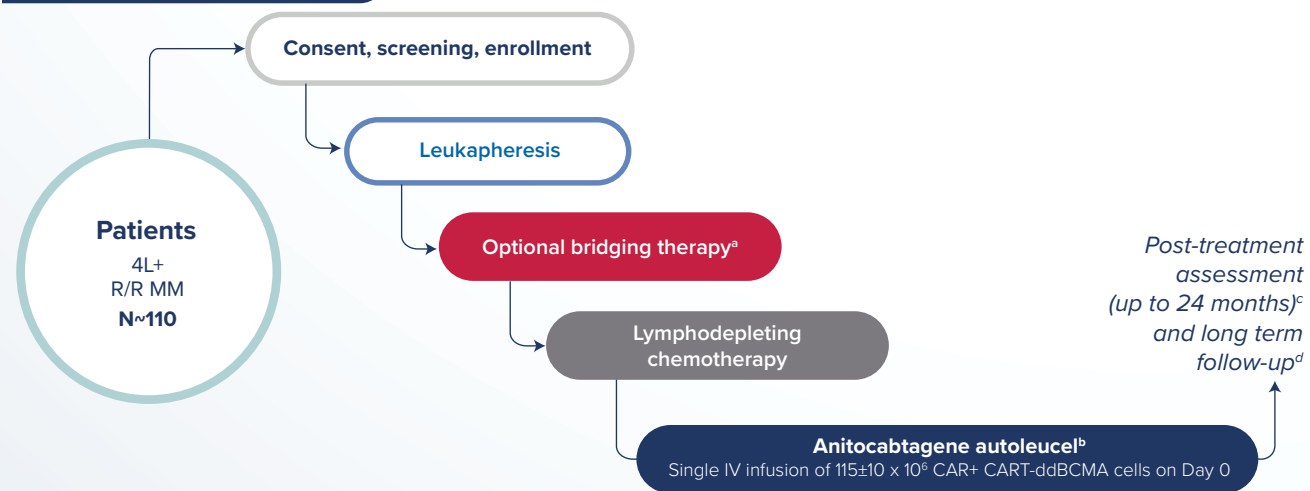 Consent, screening, enrollment
Leukapheresis
Patients
4L+
R/R MM
N~110
Optional bridging therapyᵃ
Lymphodepleting
chemotherapy
Anitocabtagene autoleucelᵇ
Single IV infusion of 115±10 x 10⁶ CAR+ CART-ddBCMA cells on Day 0
Post-treatment
assessment
(up to 24 months)ᶜ
and long term
follow-upᵈ